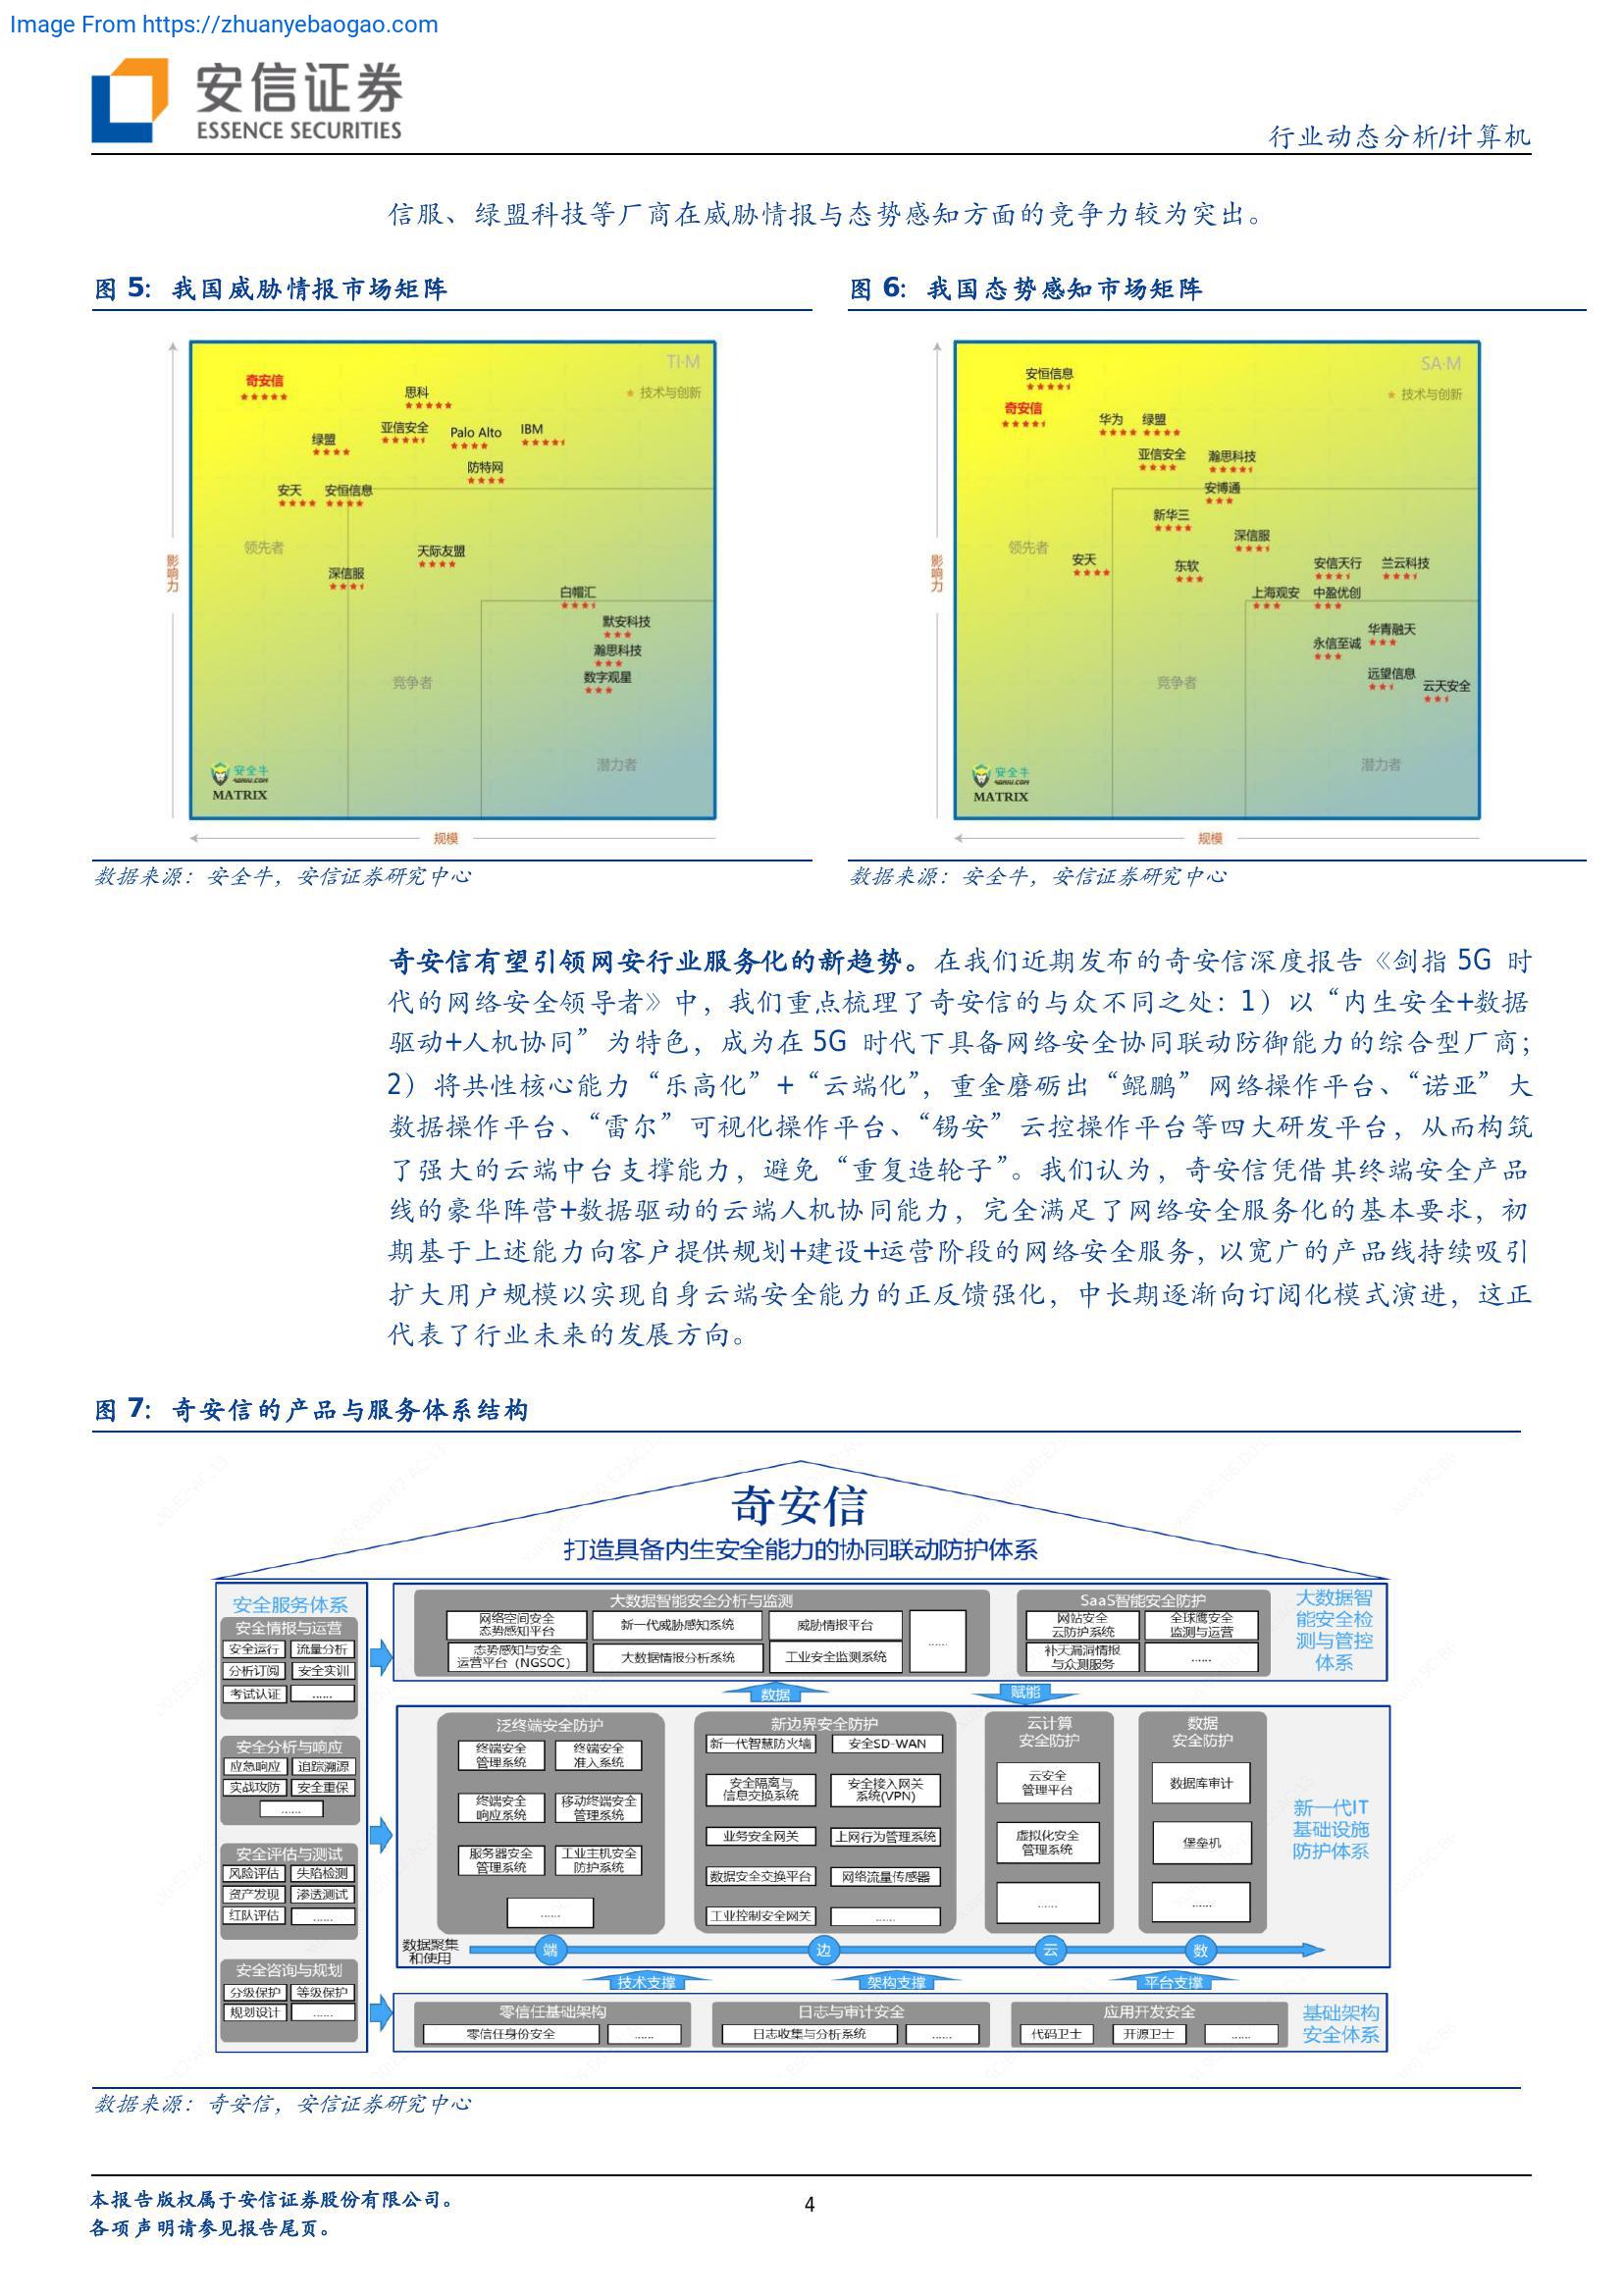 Image From https://zhuanyebaogao.com
安信证券
ESSENCE SECURITIES
行业动态分析/计算机
信服、绿盟科技等厂商在威胁情报与态势感知方面的竞争力较为突出。
图 5：我国威胁情报市场矩阵
TI·M
★ 技术与创新
奇安信
思科
亚信安全
Palo Alto
IBM
绿盟
防特网
安天
安恒信息
领先者
天际友盟
深信服
白帽汇
默安科技
瀚思科技
数字观星
竞争者
潜力者
安全牛
MATRIX
影响力
规模
数据来源：安全牛，安信证券研究中心
图 6：我国态势感知市场矩阵
SA·M
★ 技术与创新
安恒信息
奇安信
华为
绿盟
亚信安全
瀚思科技
安博通
新华三
深信服
领先者
安天
东软
安信天行
兰云科技
上海观安
中盈优创
华青融天
永信至诚
远望信息
云天安全
竞争者
潜力者
安全牛
MATRIX
影响力
规模
数据来源：安全牛，安信证券研究中心
奇安信有望引领网安行业服务化的新趋势。在我们近期发布的奇安信深度报告《剑指 5G 时
代的网络安全领导者》中，我们重点梳理了奇安信的与众不同之处：1）以“内生安全+数据
驱动+人机协同”为特色，成为在 5G 时代下具备网络安全协同联动防御能力的综合型厂商；
2）将共性核心能力“乐高化”+“云端化”，重金磨砺出“鲲鹏”网络操作平台、“诺亚”大
数据操作平台、“雷尔”可视化操作平台、“锡安”云控操作平台等四大研发平台，从而构筑
了强大的云端中台支撑能力，避免“重复造轮子”。我们认为，奇安信凭借其终端安全产品
线的豪华阵营+数据驱动的云端人机协同能力，完全满足了网络安全服务化的基本要求，初
期基于上述能力向客户提供规划+建设+运营阶段的网络安全服务，以宽广的产品线持续吸引
扩大用户规模以实现自身云端安全能力的正反馈强化，中长期逐渐向订阅化模式演进，这正
代表了行业未来的发展方向。
图 7：奇安信的产品与服务体系结构
奇安信
打造具备内生安全能力的协同联动防护体系
安全服务体系
安全情报与运营
安全运行 流量分析
分析订阅 安全实训
考试认证 ......
安全分析与响应
应急响应 追踪溯源
实战攻防 安全重保
......
安全评估与测试
风险评估 失陷检测
资产发现 渗透测试
红队评估 ......
安全咨询与规划
分级保护 等级保护
规划设计 ......
大数据智能安全分析与监测
网络空间安全
态势感知平台
新一代威胁感知系统
威胁情报平台
态势感知与安全
运营平台（NGSOC）
大数据情报分析系统
工业安全监测系统
......
SaaS智能安全防护
网站安全
云防护系统
全球鹰安全
监测与运营
补天漏洞情报
与众测服务
......
大数据智
能安全检
测与管控
体系
数据
赋能
泛终端安全防护
终端安全
管理系统
终端安全
准入系统
终端安全
响应系统
移动终端安全
管理系统
服务器安全
管理系统
工业主机安全
防护系统
......
新边界安全防护
新一代智慧防火墙
安全SD-WAN
安全隔离与
信息交换系统
安全接入网关
系统(VPN)
业务安全网关
上网行为管理系统
数据安全交换平台
网络流量传感器
工业控制安全网关
......
云计算
安全防护
云安全
管理平台
虚拟化安全
管理系统
......
数据
安全防护
数据库审计
堡垒机
......
新一代IT
基础设施
防护体系
数据聚集
和使用
端
边
云
数
技术支撑
架构支撑
平台支撑
零信任基础架构
零信任身份安全 ......
日志与审计安全
日志收集与分析系统 ......
应用开发安全
代码卫士 开源卫士 ......
基础架构
安全体系
数据来源：奇安信，安信证券研究中心
本报告版权属于安信证券股份有限公司。
各项声明请参见报告尾页。
4